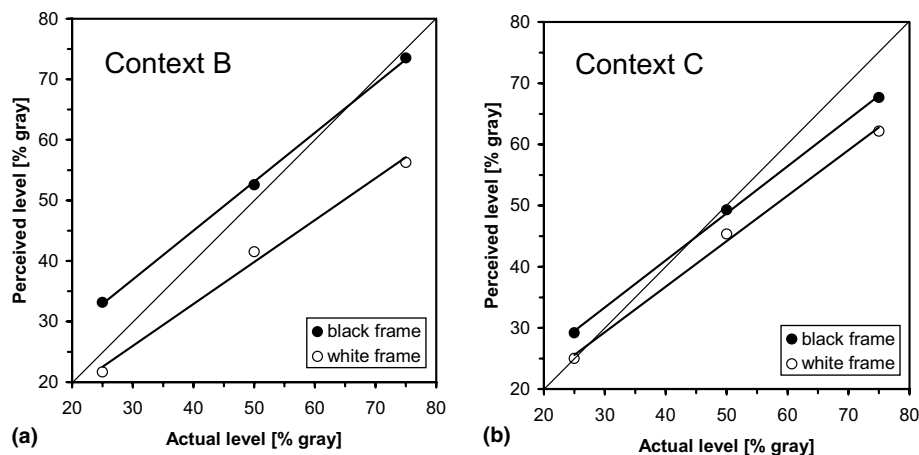 Context B
Perceived level [% gray]
80
70
60
50
40
30
20
20 30 40 50 60 70 80
black frame
white frame
Actual level [% gray]
(a)
Context C
Perceived level [% gray]
80
70
60
50
40
30
20
20 30 40 50 60 70 80
black frame
white frame
Actual level [% gray]
(b)